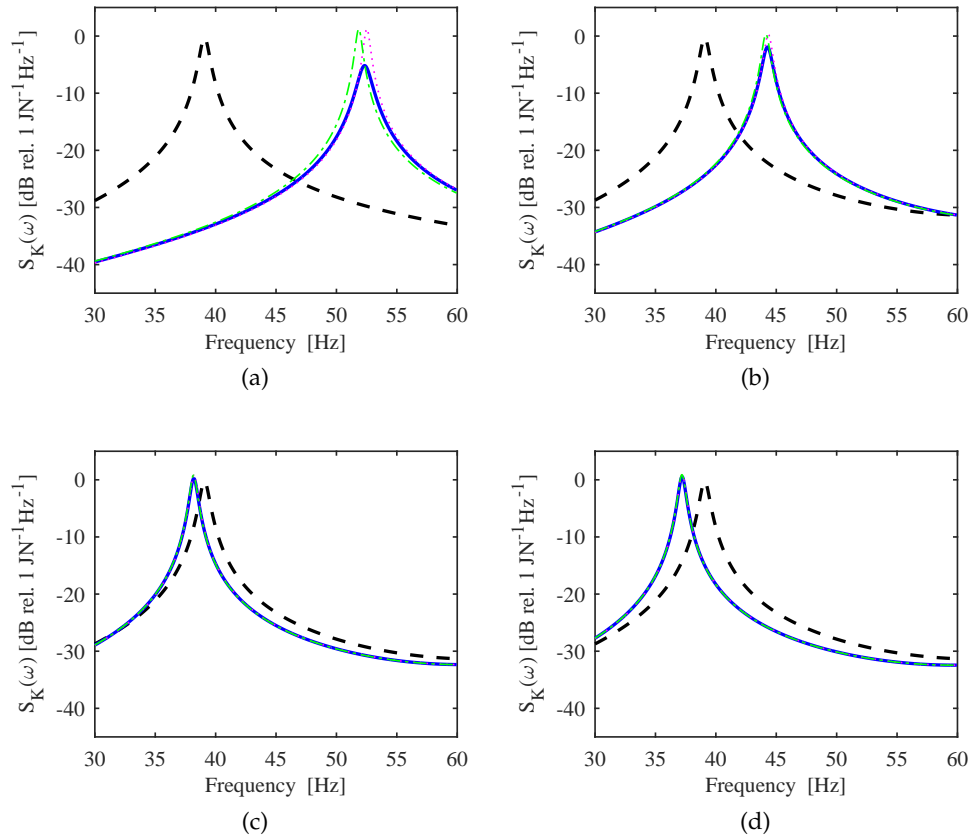 0
-10
-20
-30
-40
S_K(ω) [dB rel. 1 JN⁻¹Hz⁻¹]
30 35 40 45 50 55 60
Frequency [Hz]
(a)
0
-10
-20
-30
-40
S_K(ω) [dB rel. 1 JN⁻¹Hz⁻¹]
30 35 40 45 50 55 60
Frequency [Hz]
(b)
0
-10
-20
-30
-40
S_K(ω) [dB rel. 1 JN⁻¹Hz⁻¹]
30 35 40 45 50 55 60
Frequency [Hz]
(c)
0
-10
-20
-30
-40
S_K(ω) [dB rel. 1 JN⁻¹Hz⁻¹]
30 35 40 45 50 55 60
Frequency [Hz]
(d)